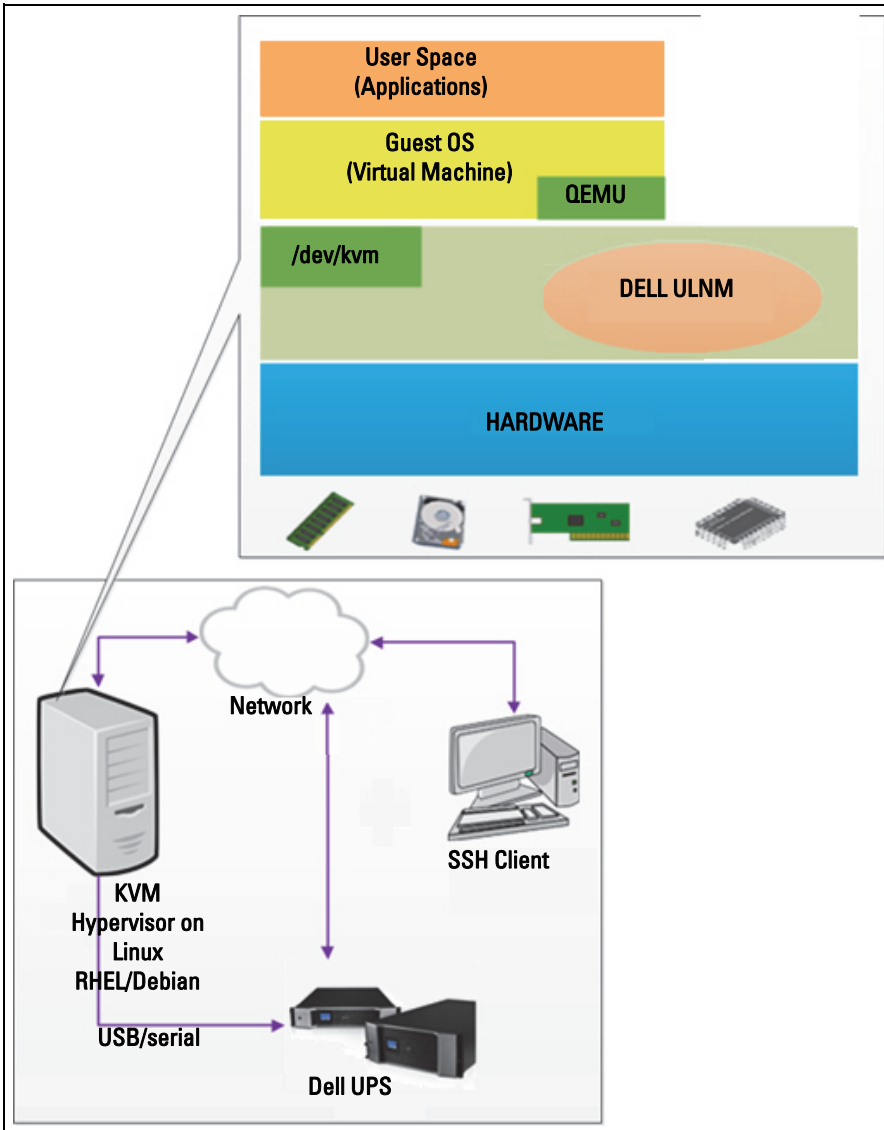 User Space
(Applications)
Guest OS
(Virtual Machine)
QEMU
/dev/kvm
DELL ULNM
HARDWARE
Network
SSH Client
KVM
Hypervisor on
Linux
RHEL/Debian
USB/serial
Dell UPS